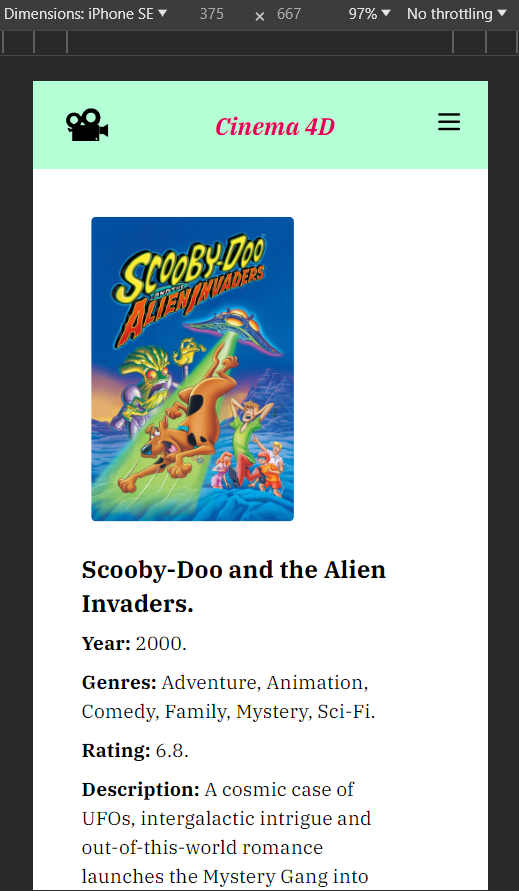 Dimensions: iPhone SE 375 × 667 97% No throttling
Cinema 4D
SCOOBY-DOO
AND THE
ALIEN INVADERS
Scooby-Doo and the Alien
Invaders.
Year: 2000.
Genres: Adventure, Animation,
Comedy, Family, Mystery, Sci-Fi.
Rating: 6.8.
Description: A cosmic case of
UFOs, intergalactic intrigue and
out-of-this-world romance
launches the Mystery Gang into